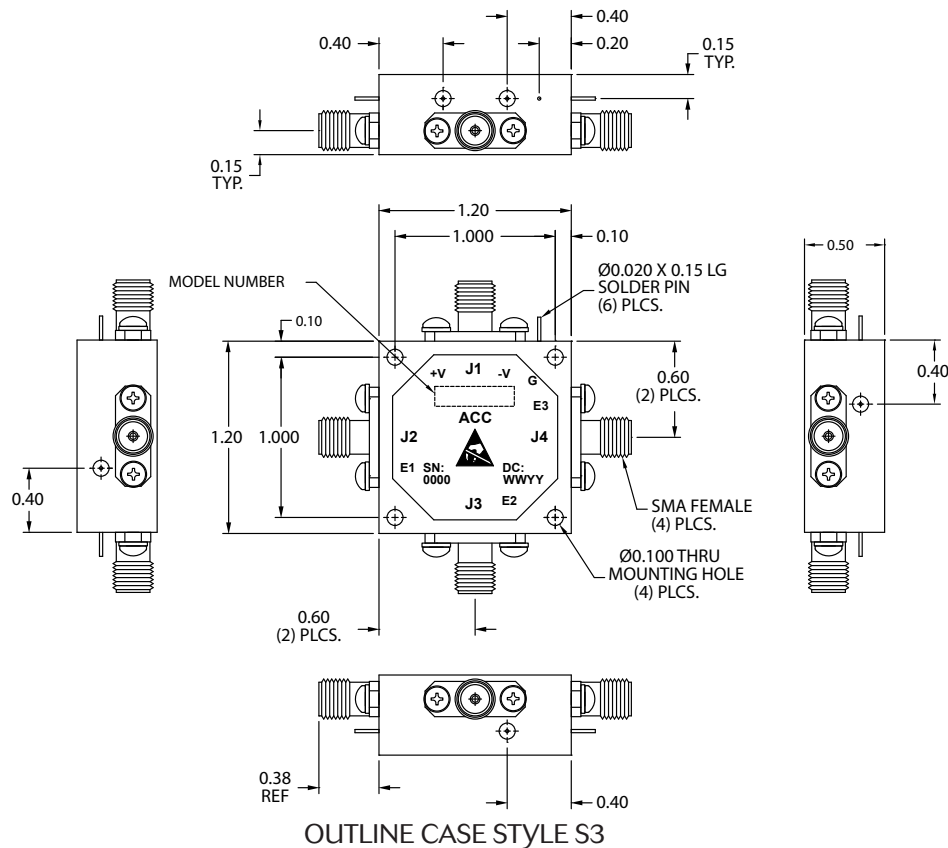 0.40
0.40
0.20
0.15
TYP.
0.15
TYP.
1.20
1.000
0.10
0.50
Ø0.020 X 0.15 LG
SOLDER PIN
(6) PLCS.
MODEL NUMBER
0.10
+V
J1
-V
G
E3
ACC
J2
J4
E1
SN:
0000
DC:
WWYY
J3
E2
0.60
(2) PLCS.
0.40
1.20
1.000
0.40
SMA FEMALE
(4) PLCS.
Ø0.100 THRU
MOUNTING HOLE
(4) PLCS.
0.60
(2) PLCS.
0.38
REF
0.40
OUTLINE CASE STYLE S3